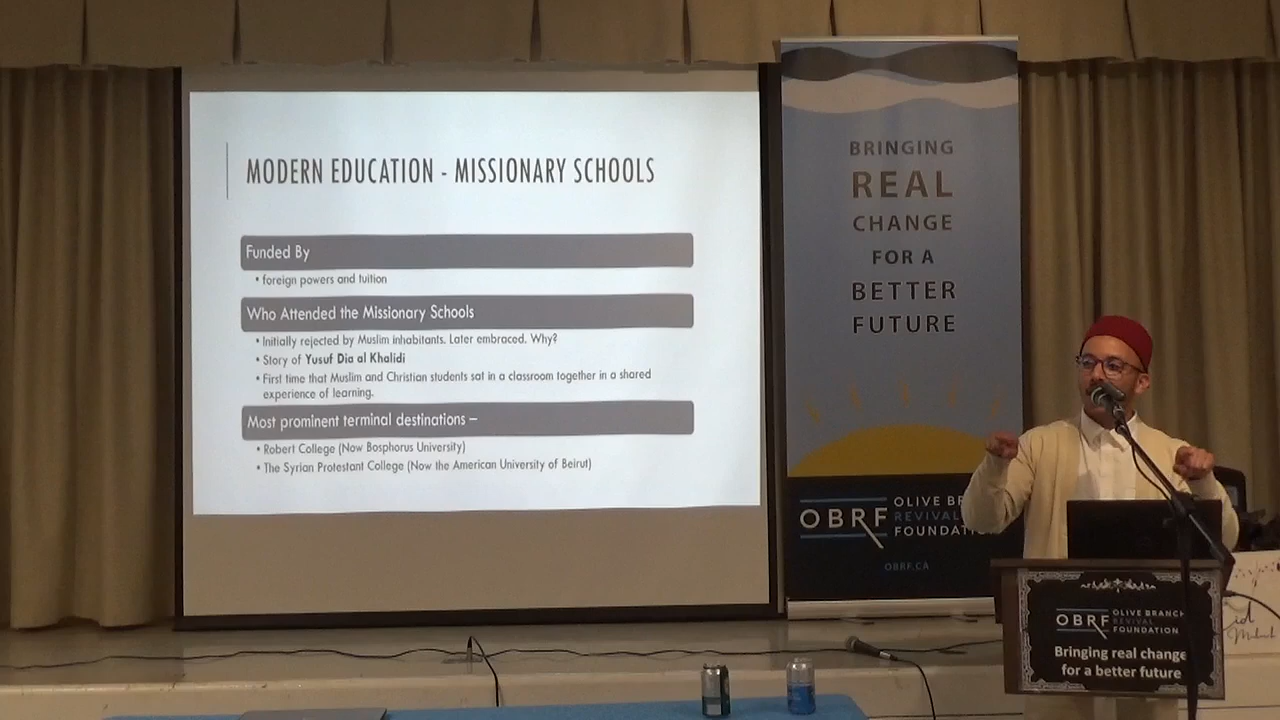 MODERN EDUCATION - MISSIONARY SCHOOLS
Funded By
• foreign powers and tuition
Who Attended the Missionary Schools
• Initially rejected by Muslim inhabitants. Later embraced. Why?
• Story of Yusuf Dia al Khalidi
• First time that Muslim and Christian students sat in a classroom together in a shared
experience of learning.
Most prominent terminal destinations –
• Robert College (Now Bosphorus University)
• The Syrian Protestant College (Now the American University of Beirut)
BRINGING
REAL
CHANGE
FOR A
BETTER
FUTURE
OBRF
OLIVE BR
REVIVAL
FOUNDATIO
OBRF.CA
OBRF
OLIVE BRANCH
REVIVAL
FOUNDATION
Bringing real change
for a better future